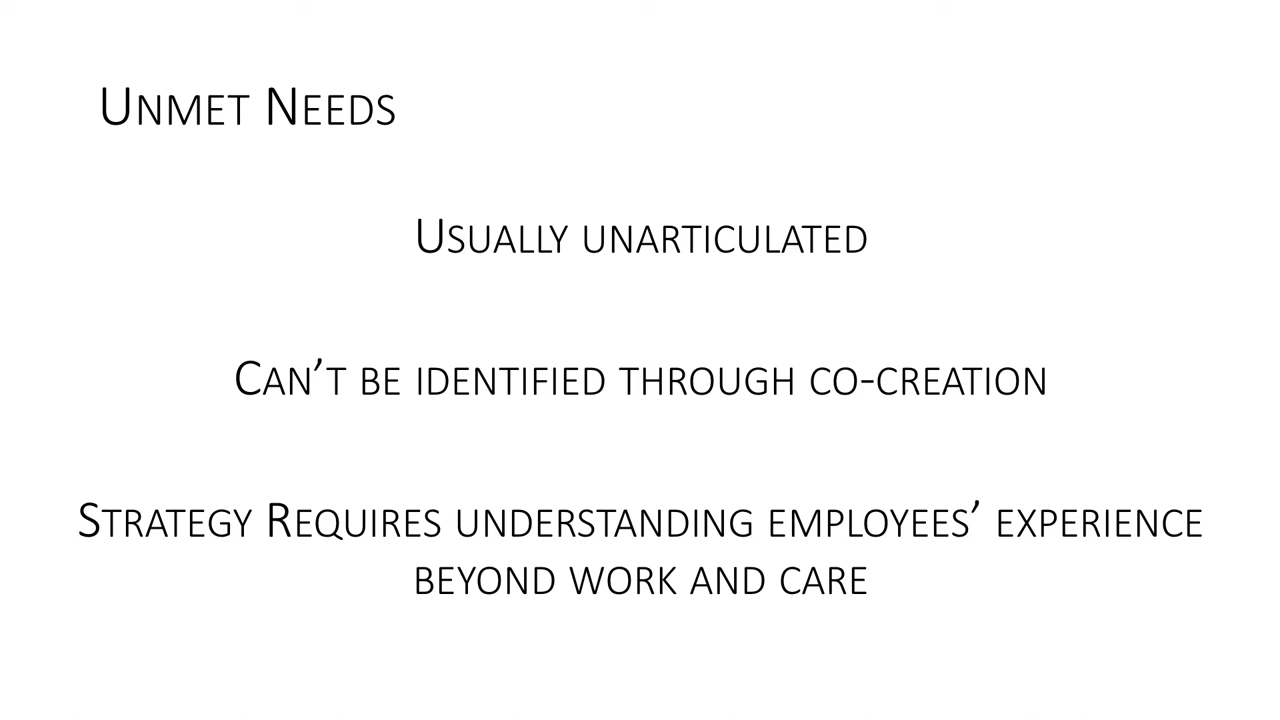 Unmet Needs
Usually unarticulated
Can’t be identified through co-creation
Strategy Requires understanding employees’ experience
beyond work and care